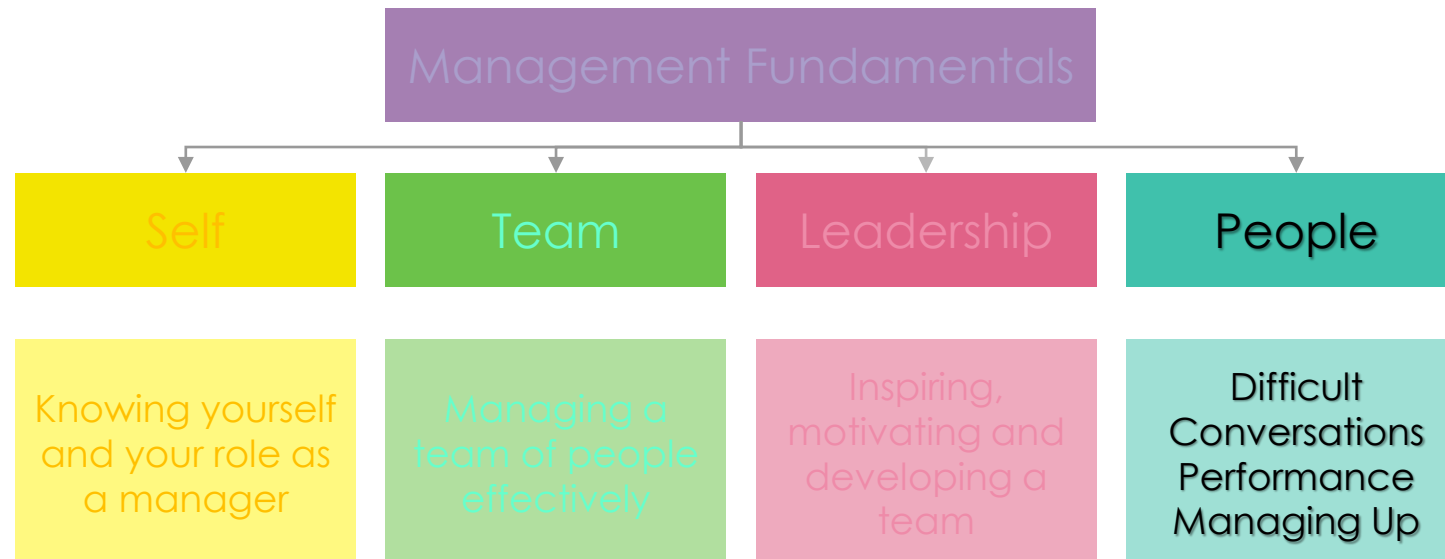 Management Fundamentals
Self
Team
Leadership
People
Knowing yourself
and your role as
a manager
Managing a
team of people
effectively
Inspiring,
motivating and
developing a
team
Difficult
Conversations
Performance
Managing Up